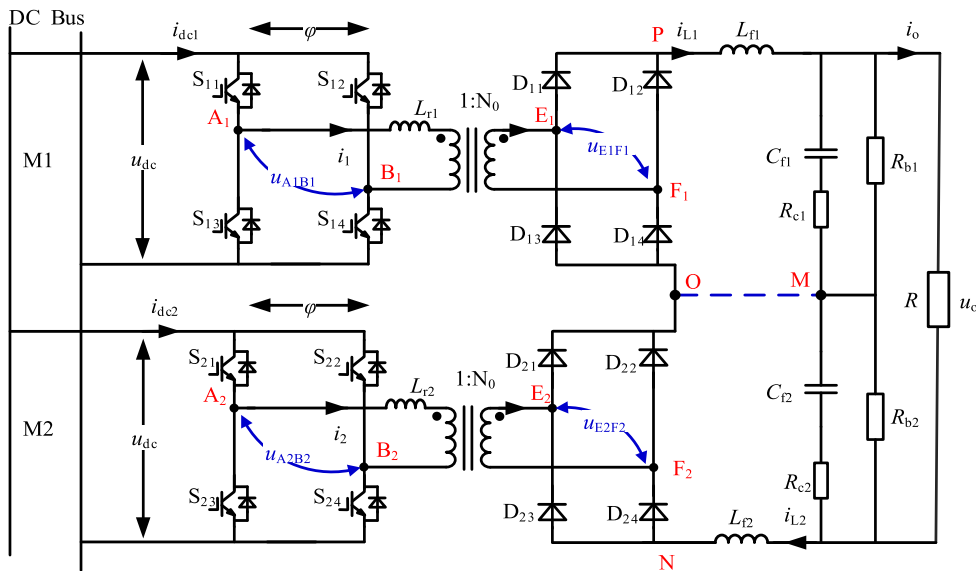 DC Bus
i_dc1
φ
P
i_L1
L_f1
i_o
S_11
S_12
D_11
D_12
A_1
L_r1
1:N_0
E_1
M1
u_dc
u_A1B1
i_1
B_1
u_E1F1
F_1
C_f1
R_b1
R_c1
S_13
S_14
D_13
D_14
O
M
i_dc2
φ
R
u_o
S_21
S_22
D_21
D_22
A_2
L_r2
1:N_0
E_2
M2
u_dc
u_A2B2
i_2
B_2
u_E2F2
F_2
C_f2
R_b2
R_c2
S_23
S_24
D_23
D_24
L_f2
i_L2
N